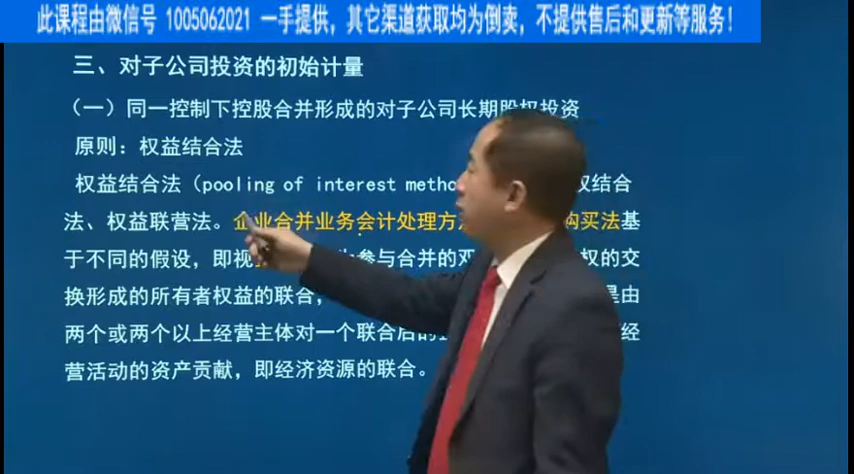 此课程由微信号 1005062021 一手提供，其它渠道获取均为倒卖，不提供售后和更新等服务！
三、对子公司投资的初始计量
（一）同一控制下控股合并形成的对子公司长期股权投资
原则：权益结合法
权益结合法（pooling of interest 权结合
法、权益联营法。企业合并业务会计处理方 购买法基
于不同的假设，即视 参与合并的双 权的交
换形成的所有者权益的联合， 是由
两个或两个以上经营主体对一个联合后的 经
营活动的资产贡献，即经济资源的联合。